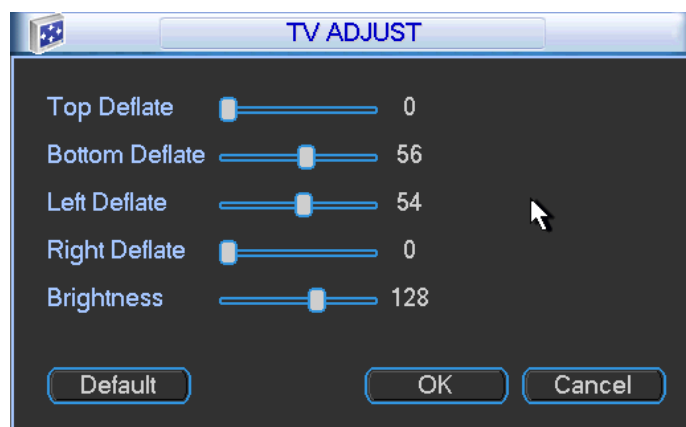 TV ADJUST
Top Deflate 0
Bottom Deflate 56
Left Deflate 54
Right Deflate 0
Brightness 128
Default OK Cancel